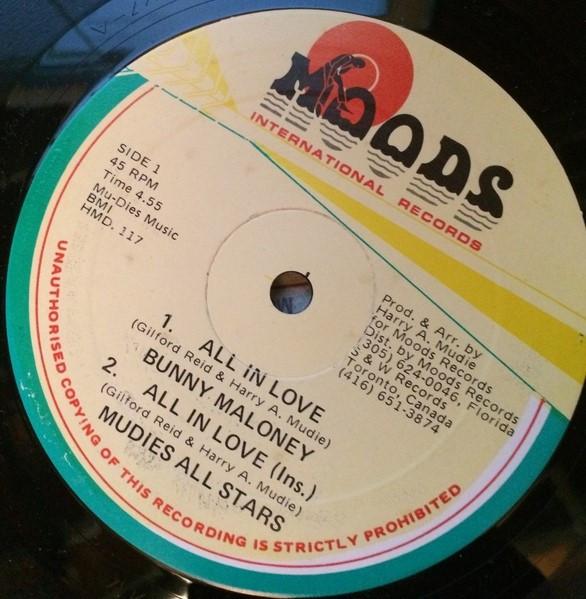 MOODS
INTERNATIONAL RECORDS
SIDE 1
45 RPM
Time 4.55
Mu-Dies Music
BMI
HMD. 117
Prod. & Arr. by
Harry A. Mudie
for Moods Records
Dist. by Moods Records
(305) 624-0046, Florida
& W Records
Toronto, Canada
(416) 651-3874
1. ALL IN LOVE
(Gilford Reid & Harry A. Mudie)
BUNNY MALONEY
2. ALL IN LOVE (Ins.)
(Gilford Reid & Harry A. Mudie)
MUDIES ALL STARS
UNAUTHORISED COPYING OF THIS RECORDING IS STRICTLY PROHIBITED